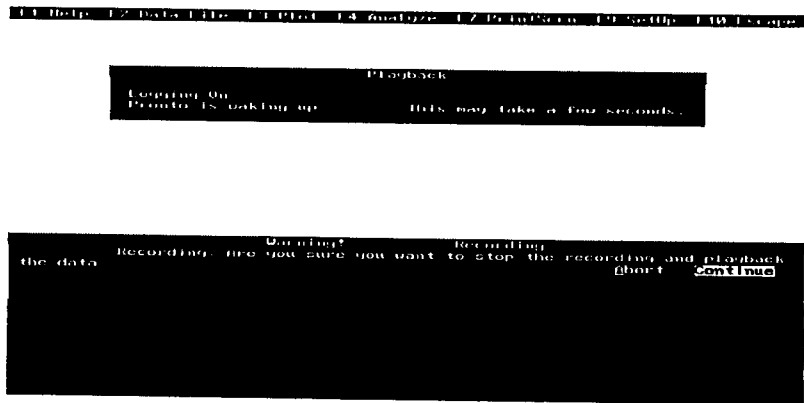 F1 Help F2 Data File F3 Plot F4 Analyze F7 PrintScrn F9 SetUp F10 Escape
Playback
Logging On
Pronto is waking up This may take a few seconds.
Warning! Recording
Recording. Are you sure you want to stop the recording and playback
the data
Abort Continue